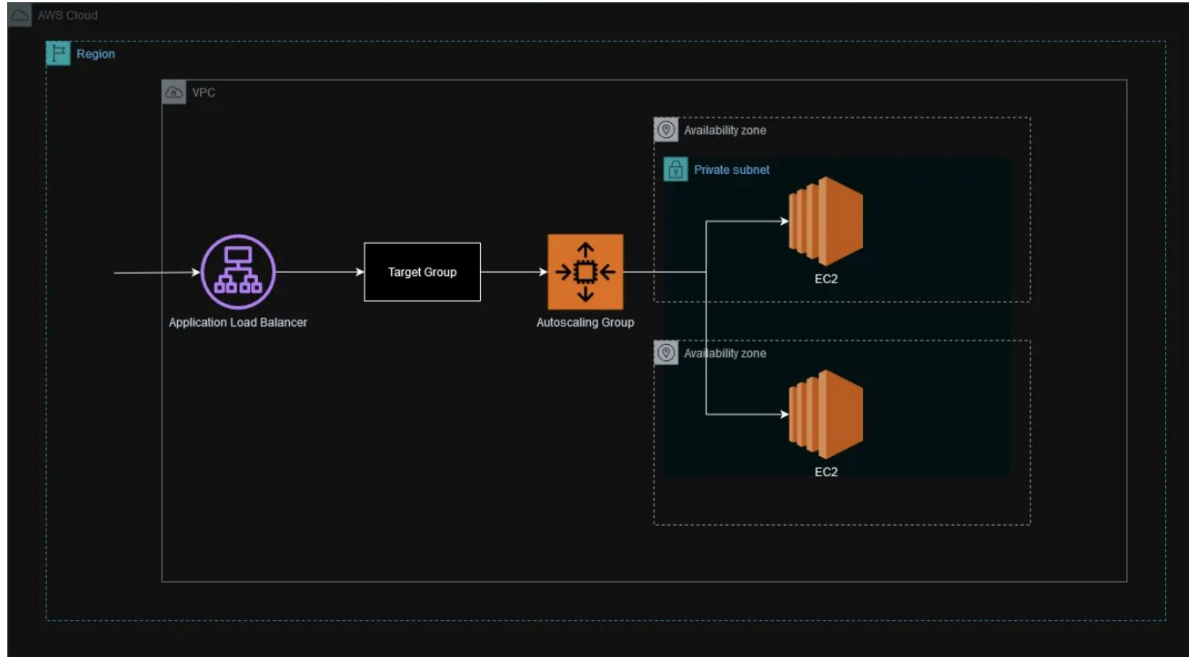 AWS Cloud
Region
VPC
Availability zone
Private subnet
EC2
Target Group
Application Load Balancer
Autoscaling Group
Availability zone
EC2